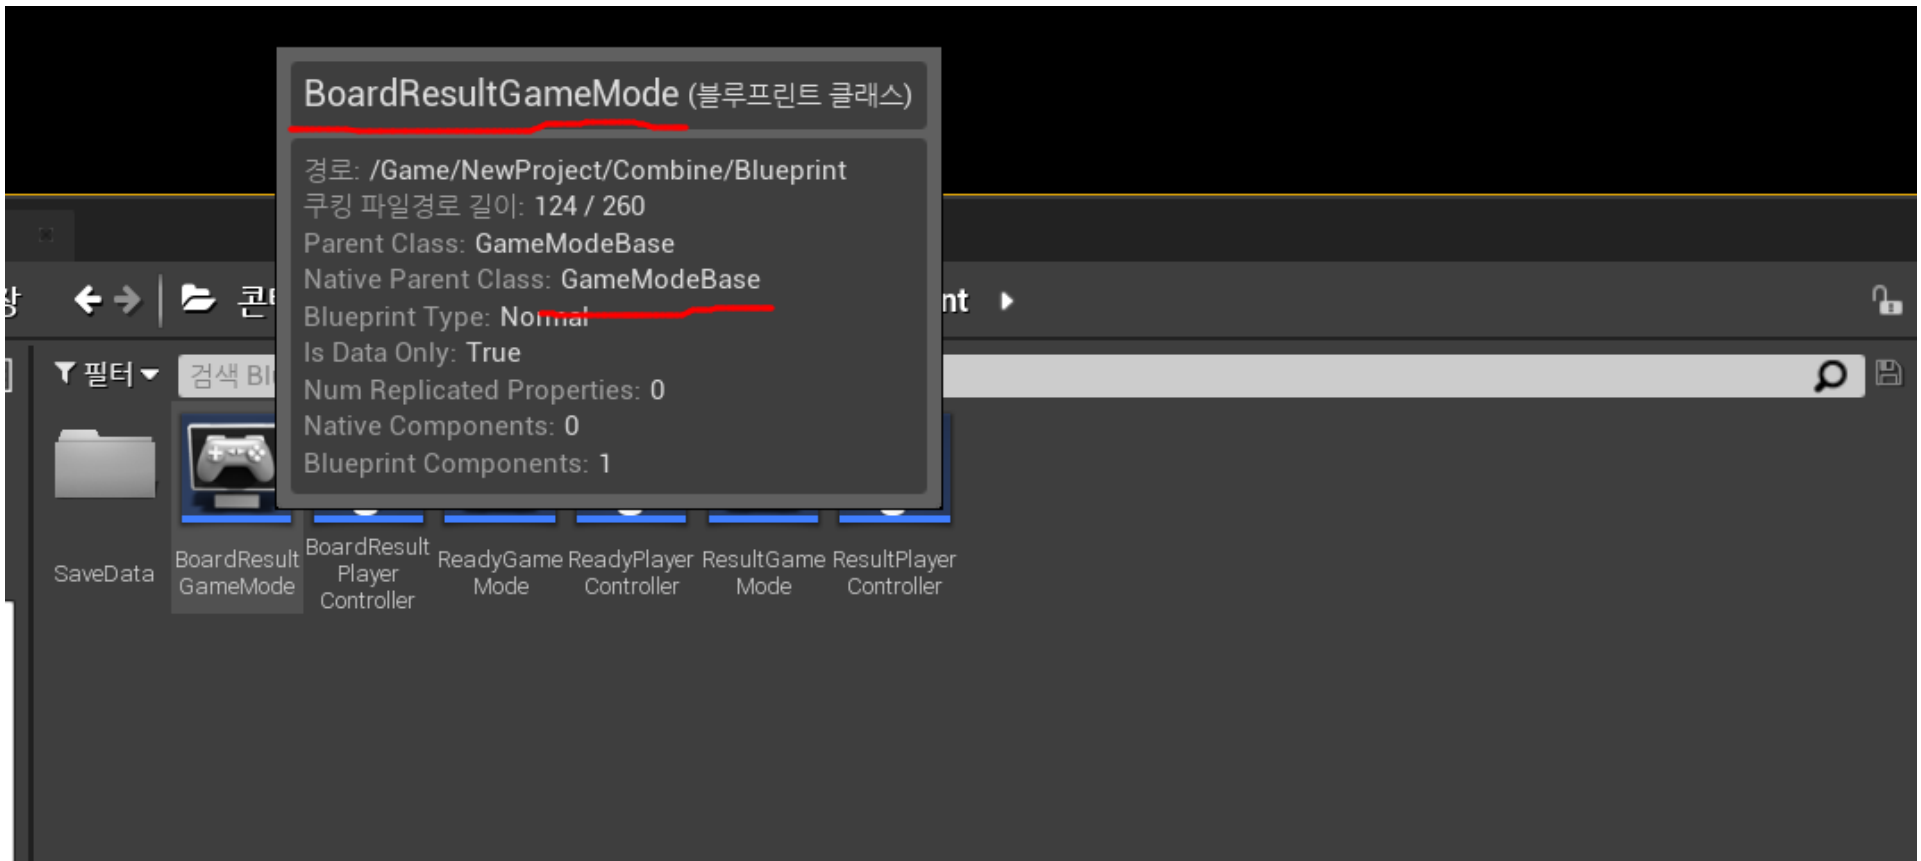 BoardResultGameMode (블루프린트 클래스)
경로: /Game/NewProject/Combine/Blueprint
쿠킹 파일경로 길이: 124 / 260
Parent Class: GameModeBase
Native Parent Class: GameModeBase
Blueprint Type: Normal
Is Data Only: True
Num Replicated Properties: 0
Native Components: 0
Blueprint Components: 1
nt
필터
검색 Bl
SaveData
BoardResult
GameMode
BoardResult
Player
Controller
ReadyGame
Mode
ReadyPlayer
Controller
ResultGame
Mode
ResultPlayer
Controller